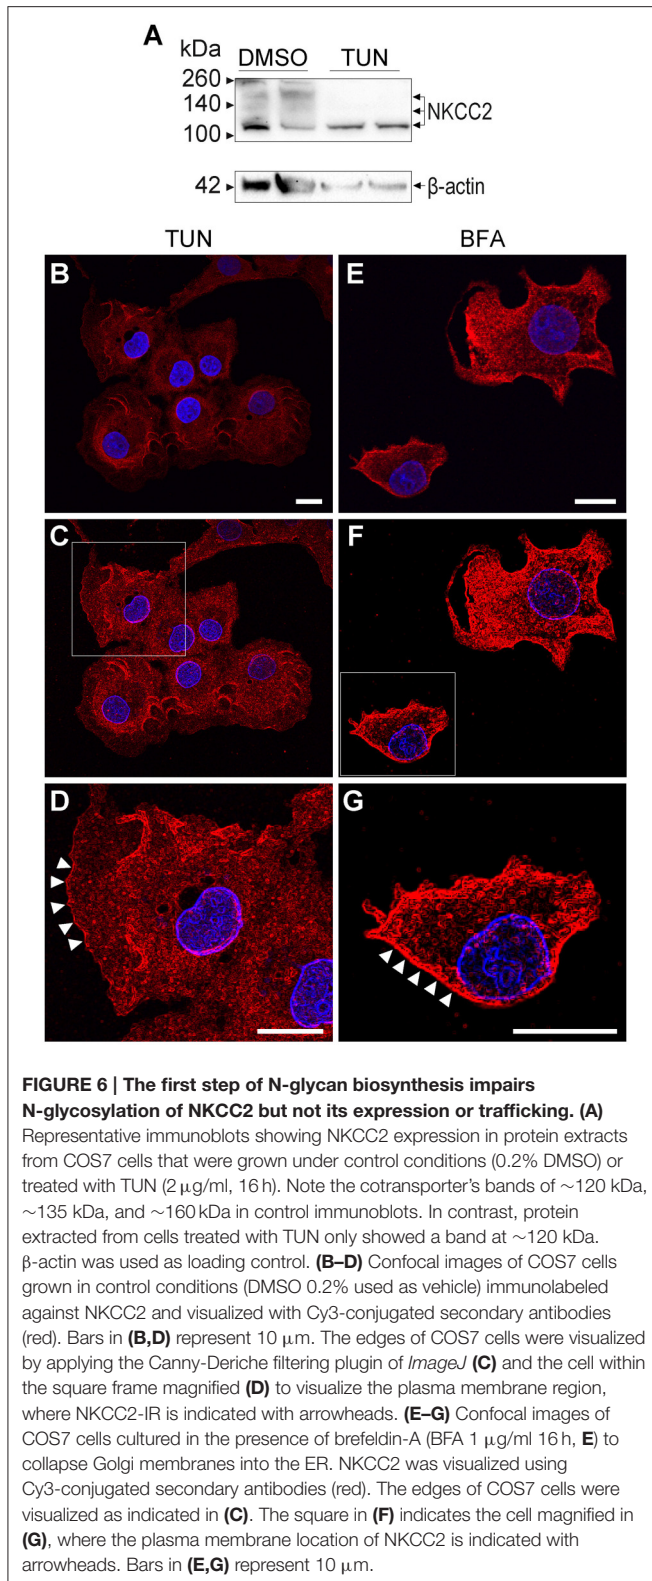 A
kDa
DMSO TUN
260
140
100
NKCC2
42
β-actin
TUN BFA
B
E
C
F
D
G
FIGURE 6 | The first step of N-glycan biosynthesis impairs
N-glycosylation of NKCC2 but not its expression or trafficking. (A)
Representative immunoblots showing NKCC2 expression in protein extracts
from COS7 cells that were grown under control conditions (0.2% DMSO) or
treated with TUN (2 μg/ml, 16 h). Note the cotransporter's bands of ~120 kDa,
~135 kDa, and ~160 kDa in control immunoblots. In contrast, protein
extracted from cells treated with TUN only showed a band at ~120 kDa.
β-actin was used as loading control. (B–D) Confocal images of COS7 cells
grown in control conditions (DMSO 0.2% used as vehicle) immunolabeled
against NKCC2 and visualized with Cy3-conjugated secondary antibodies
(red). Bars in (B,D) represent 10 μm. The edges of COS7 cells were visualized
by applying the Canny-Deriche filtering plugin of ImageJ (C) and the cell within
the square frame magnified (D) to visualize the plasma membrane region,
where NKCC2-IR is indicated with arrowheads. (E–G) Confocal images of
COS7 cells cultured in the presence of brefeldin-A (BFA 1 μg/ml 16 h, E) to
collapse Golgi membranes into the ER. NKCC2 was visualized using
Cy3-conjugated secondary antibodies (red). The edges of COS7 cells were
visualized as indicated in (C). The square in (F) indicates the cell magnified in
(G), where the plasma membrane location of NKCC2 is indicated with
arrowheads. Bars in (E,G) represent 10 μm.